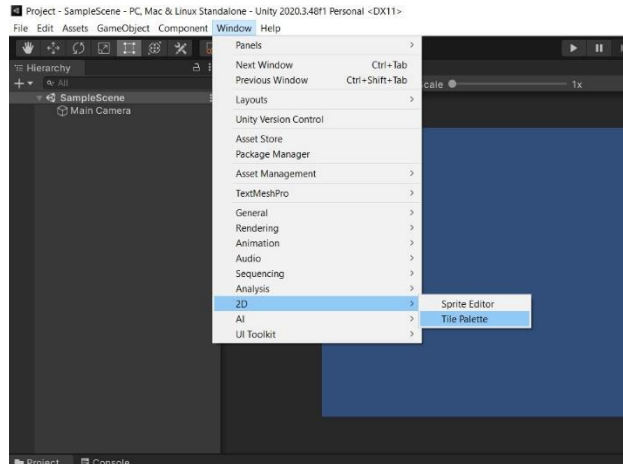 Project - SampleScene - PC, Mac & Linux Standalone - Unity 2020.3.48f1 Personal <DX11>
File Edit Assets GameObject Component Window Help
Hierarchy
All
SampleScene
Main Camera
Panels
Next Window Ctrl+Tab
Previous Window Ctrl+Shift+Tab
Layouts
Unity Version Control
Asset Store
Package Manager
Asset Management
TextMeshPro
General
Rendering
Animation
Audio
Sequencing
Analysis
2D
AI
UI Toolkit
Sprite Editor
Tile Palette
cale 1x
Project Console